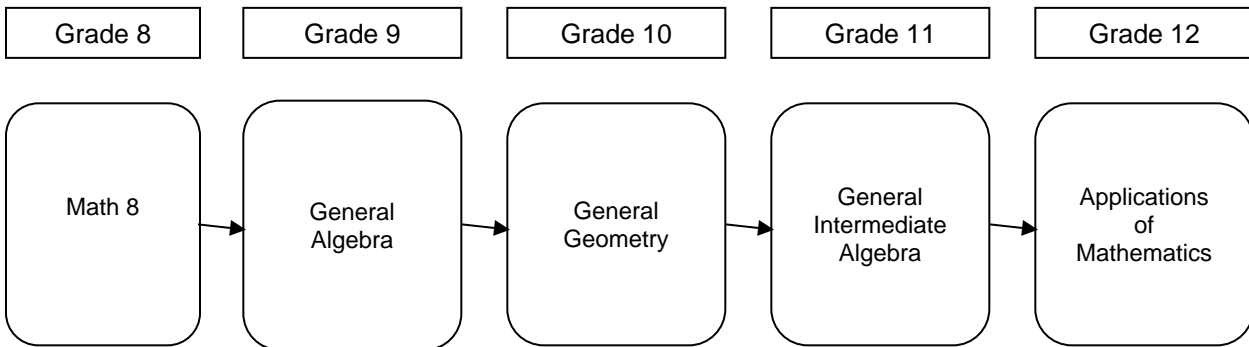 Grade 8
Grade 9
Grade 10
Grade 11
Grade 12
Math 8
General
Algebra
General
Geometry
General
Intermediate
Algebra
Applications
of
Mathematics